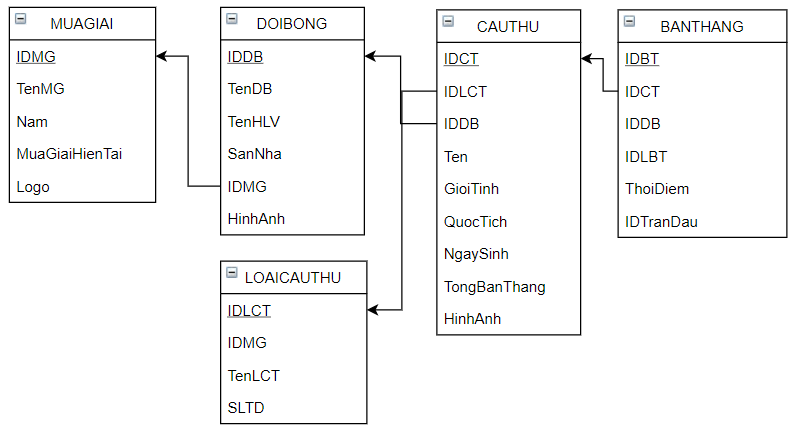 MUAGIAI
IDMG
TenMG
Nam
MuaGiaiHienTai
Logo
DOIBONG
IDDB
TenDB
TenHLV
SanNha
IDMG
HinhAnh
LOAICAUTHU
IDLCT
IDMG
TenLCT
SLTD
CAUTHU
IDCT
IDLCT
IDDB
Ten
GioiTinh
QuocTich
NgaySinh
TongBanThang
HinhAnh
BANTHANG
IDBT
IDCT
IDDB
IDLBT
ThoiDiem
IDTranDau